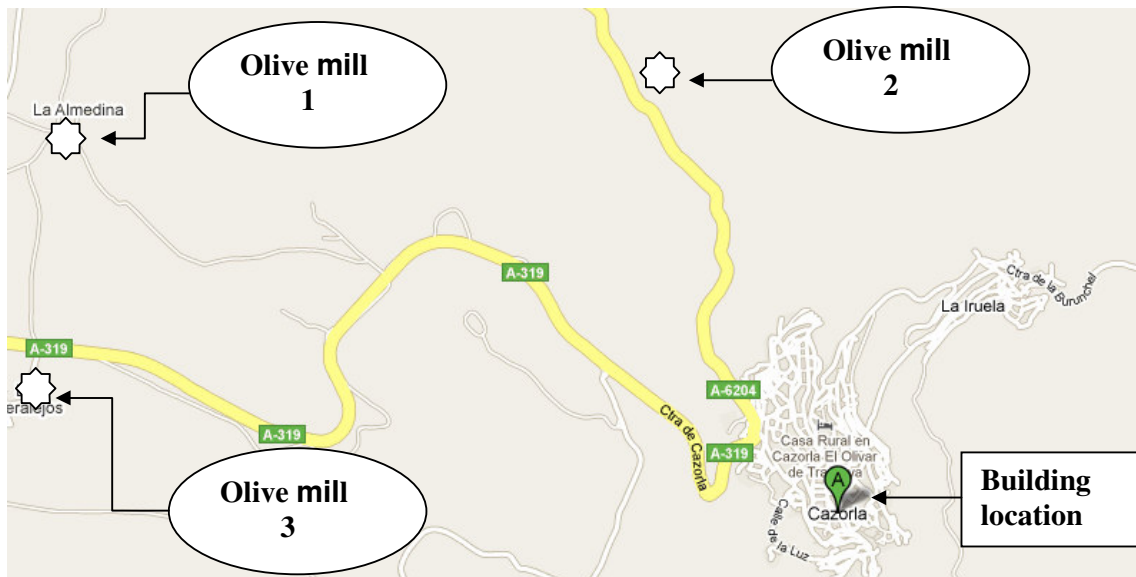 Olive mill
1
Olive mill
2
La Almedina
A-319
Ctra de la Burunchel
La Iruela
A-319
eralejos
A-6204
Ctra de Cazorla
A-319
A-319
Casa Rural en
Cazorla El Olivar
de
A
Cazorla
Calle de la Luz
Building
location
Olive mill
3